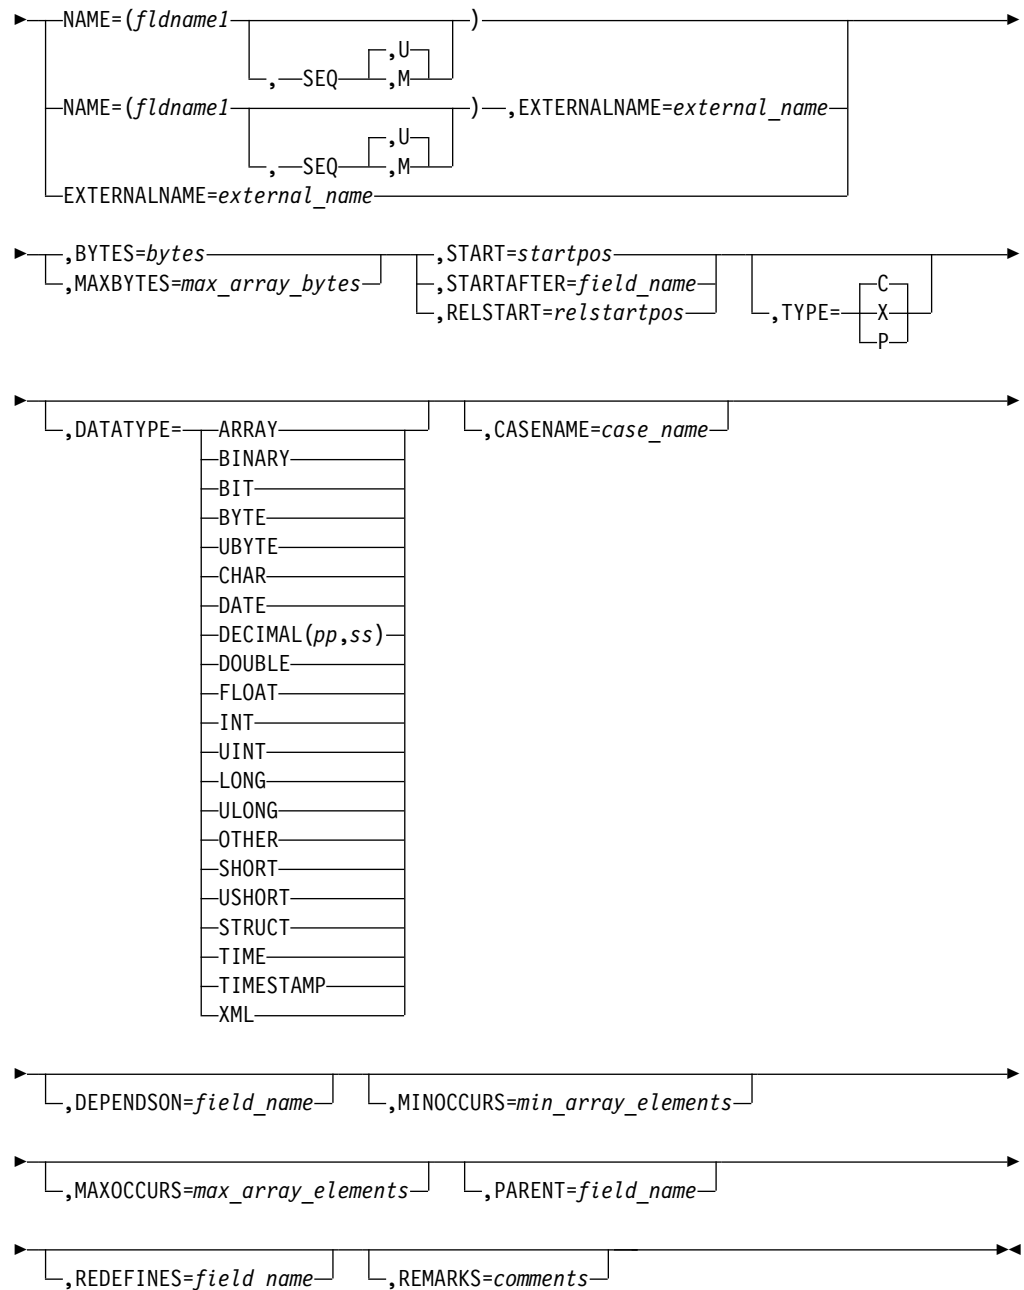 NAME=(fldname1 )
,U
, SEQ ,M
NAME=(fldname1 ) ,EXTERNALNAME=external_name
,U
, SEQ ,M
EXTERNALNAME=external_name
,BYTES=bytes ,START=startpos
,MAXBYTES=max_array_bytes ,STARTAFTER=field_name
,RELSTART=relstartpos
C
,TYPE= X
P
,DATATYPE= ARRAY ,CASENAME=case_name
BINARY
BIT
BYTE
UBYTE
CHAR
DATE
DECIMAL(pp,ss)
DOUBLE
FLOAT
INT
UINT
LONG
ULONG
OTHER
SHORT
USHORT
STRUCT
TIME
TIMESTAMP
XML
,DEPENDSON=field_name ,MINOCCURS=min_array_elements
,MAXOCCURS=max_array_elements ,PARENT=field_name
,REDEFINES=field name ,REMARKS=comments